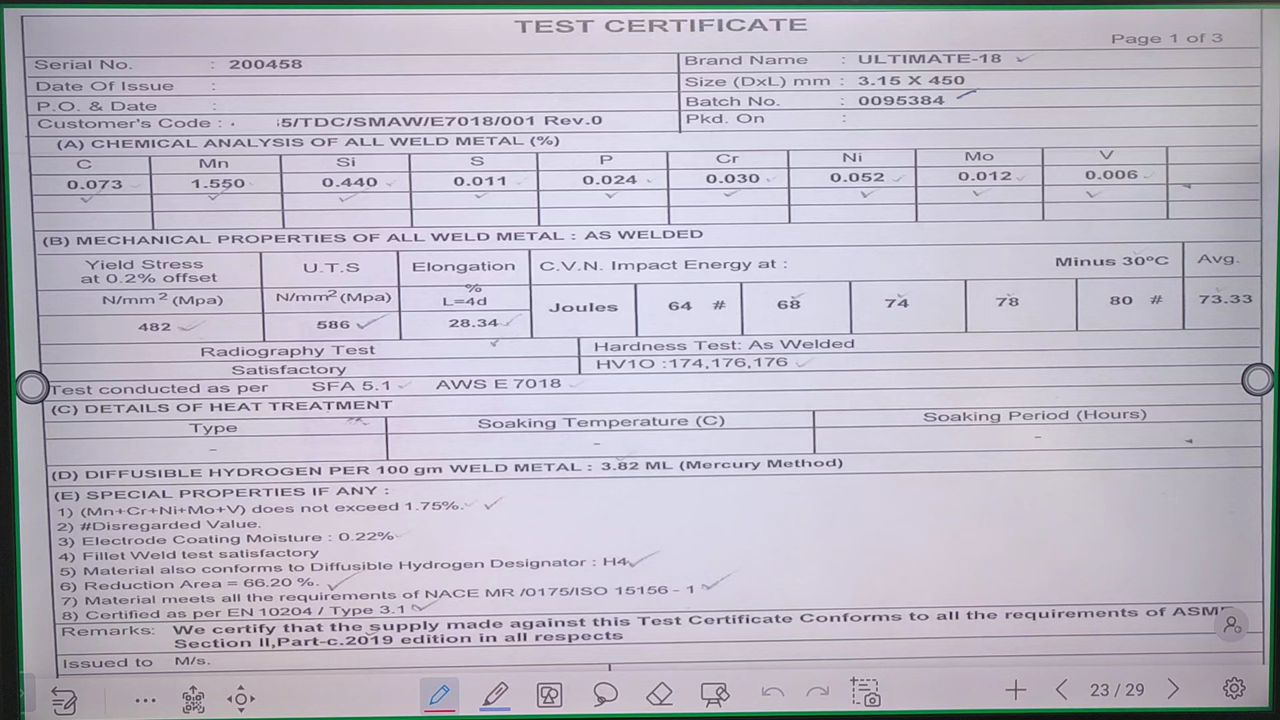 TEST CERTIFICATE
Page 1 of 3
Serial No. : 200458
Brand Name : ULTIMATE-18
Date Of Issue :
Size (DxL) mm : 3.15 X 450
P.O. & Date :
Batch No. : 0095384
Customer's Code : 5/TDC/SMAW/E7018/001 Rev.0
Pkd. On :
(A) CHEMICAL ANALYSIS OF ALL WELD METAL (%)
C Mn Si S P Cr Ni Mo V
0.073 1.550 0.440 0.011 0.024 0.030 0.052 0.012 0.006
(B) MECHANICAL PROPERTIES OF ALL WELD METAL : AS WELDED
Yield Stress at 0.2% offset U.T.S Elongation % L=4d C.V.N. Impact Energy at : Minus 30ºC Avg.
N/mm² (Mpa) N/mm² (Mpa) Joules 64 # 68 74 78 80 # 73.33
482 586 28.34
Radiography Test Hardness Test: As Welded
Satisfactory HV1O :174,176,176
Test conducted as per SFA 5.1 AWS E 7018
(C) DETAILS OF HEAT TREATMENT
Type Soaking Temperature (C) Soaking Period (Hours)
– – –
(D) DIFFUSIBLE HYDROGEN PER 100 gm WELD METAL : 3.82 ML (Mercury Method)
(E) SPECIAL PROPERTIES IF ANY :
1) (Mn+Cr+Ni+Mo+V) does not exceed 1.75%.
2) #Disregarded Value.
3) Electrode Coating Moisture : 0.22%
4) Fillet Weld test satisfactory
5) Material also conforms to Diffusible Hydrogen Designator : H4
6) Reduction Area = 66.20 %.
7) Material meets all the requirements of NACE MR /0175/ISO 15156 - 1
8) Certified as per EN 10204 / Type 3.1
Remarks: We certify that the supply made against this Test Certificate Conforms to all the requirements of ASME
Section II,Part-c.2019 edition in all respects
Issued to M/s.
23 / 29